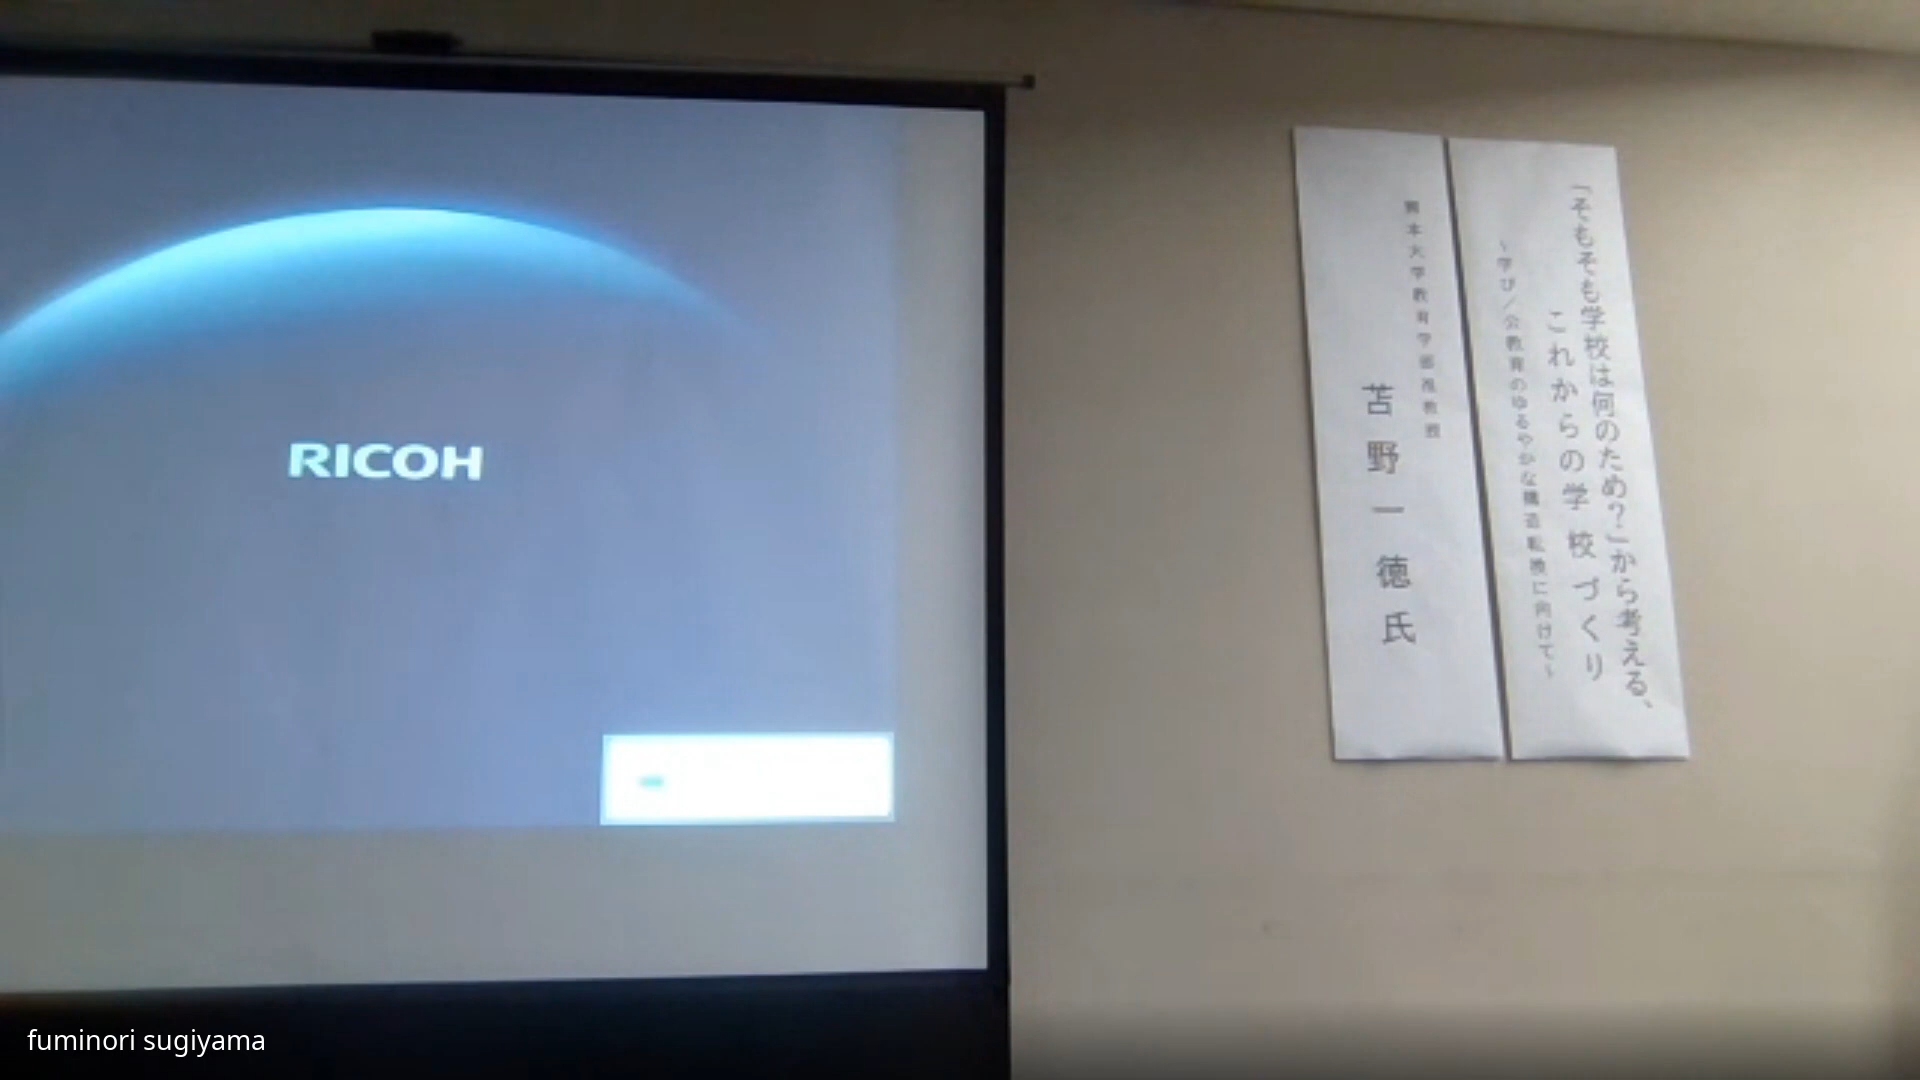 RICOH
「そもそも学校は何のため?」から考える、
これからの学校づくり
~学び/公教育のゆるやかな構造転換に向けて~
熊本大学教育学部准教授
苫野一徳氏
fuminori sugiyama